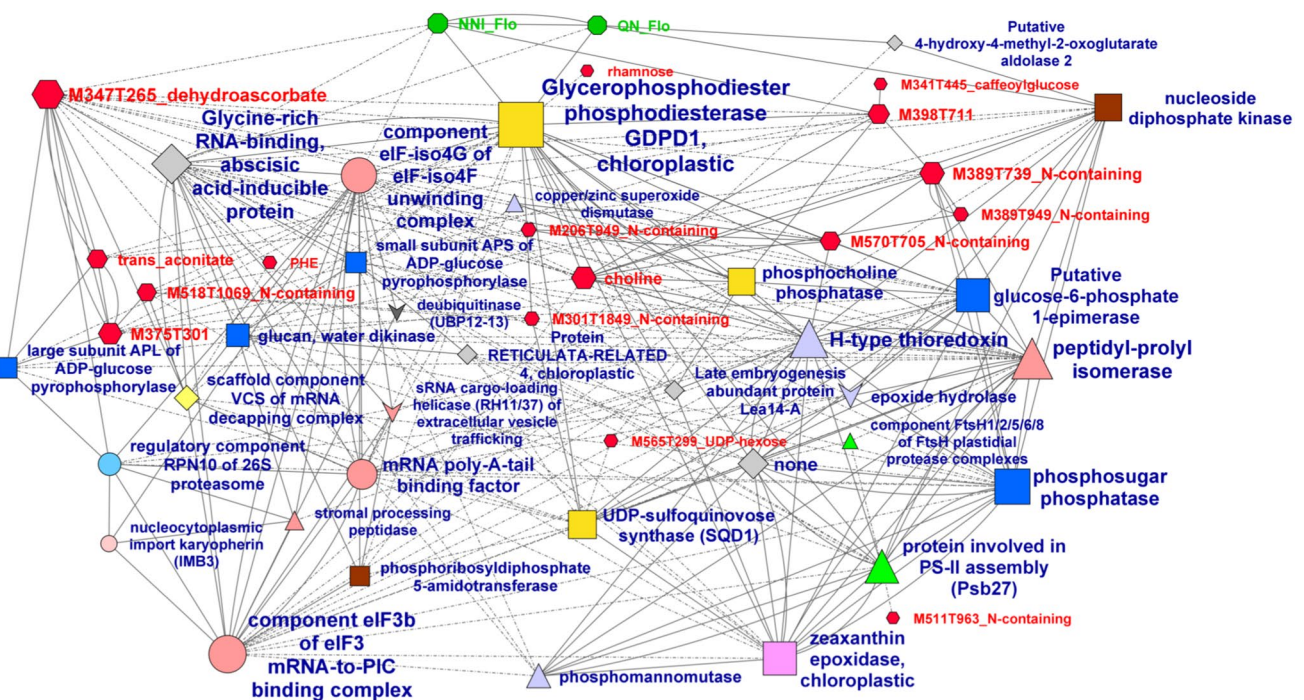 NNI_Flo
QN_Flo
Putative
4-hydroxy-4-methyl-2-oxoglutarate
aldolase 2
rhamnose
M341T445_caffeoylglucose
M347T265_dehydroascorbate
Glycerophosphodiester
phosphodiesterase
GDPD1,
chloroplastic
M398T711
nucleoside
diphosphate kinase
Glycine-rich
RNA-binding,
abscisic
acid-inducible
protein
component
eIF-iso4G of
eIF-iso4F
unwinding
complex
M389T739_N-containing
copper/zinc superoxide
dismutase
M389T949_N-containing
M206T949_N-containing
M570T705_N-containing
trans_aconitate
PHE
small subunit APS of
ADP-glucose
pyrophosphorylase
choline
phosphocholine
phosphatase
Putative
glucose-6-phosphate
1-epimerase
M518T1069_N-containing
deubiquitinase
(UBP12-13)
M301T1849_N-containing
M375T301
glucan, water dikinase
Protein
RETICULATA-RELATED
4, chloroplastic
H-type thioredoxin
peptidyl-prolyl
isomerase
large subunit APL of
ADP-glucose
pyrophosphorylase
scaffold component
VCS of mRNA
decapping complex
sRNA cargo-loading
helicase (RH11/37) of
extracellular vesicle
trafficking
Late embryogenesis
abundant protein
Lea14-A
epoxide hydrolase
component FtsH1/2/5/6/8
of FtsH plastidial
protease complexes
M565T299_UDP-hexose
regulatory component
RPN10 of 26S
proteasome
mRNA poly-A-tail
binding factor
none
phosphosugar
phosphatase
nucleocytoplasmic
import karyopherin
(IMB3)
stromal processing
peptidase
UDP-sulfoquinovose
synthase (SQD1)
protein involved in
PS-II assembly
(Psb27)
phosphoribosyldiphosphate
5-amidotransferase
M511T963_N-containing
component eIF3b
of eIF3
mRNA-to-PIC
binding complex
phosphomannomutase
zeaxanthin
epoxidase,
chloroplastic